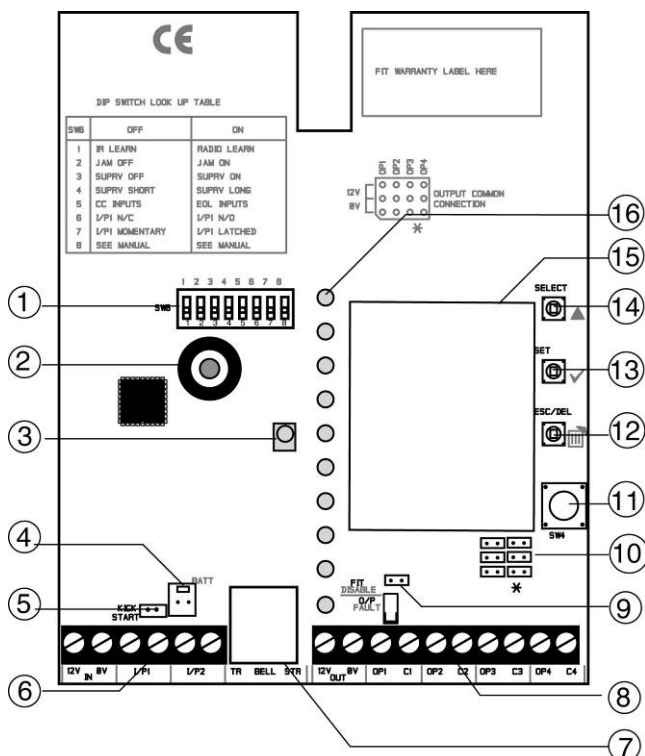 CE
FIT WARRANTY LABEL HERE
DIP SWITCH LOOK UP TABLE
SW6 OFF ON
1 IR LEARN RADIO LEARN
2 JAM OFF JAM ON
3 SUPRV OFF SUPRV ON
4 SUPRV SHORT SUPRV LONG
5 CC INPUTS EOL INPUTS
6 I/P1 N/C I/P1 N/O
7 I/P1 MOMENTARY I/P1 LATCHED
8 SEE MANUAL SEE MANUAL
OP1 OP2 OP3 OP4
12V
0V
OUTPUT COMMON
CONNECTION
*
16
15
SELECT
14
1 2 3 4 5 6 7 8
SW6
1 2 3 4 5 6 7 8
1
2
SET
13
3
ESC/DEL
12
11
SW4
4
BATT
10
*
5
KICK
START
FIT
DISABLE
O/P
FAULT
9
6
12V 0V I/P1 I/P2 TR BELL STR 12V 0V OP1 C1 OP2 C2 OP3 C3 OP4 C4
IN OUT
8
7